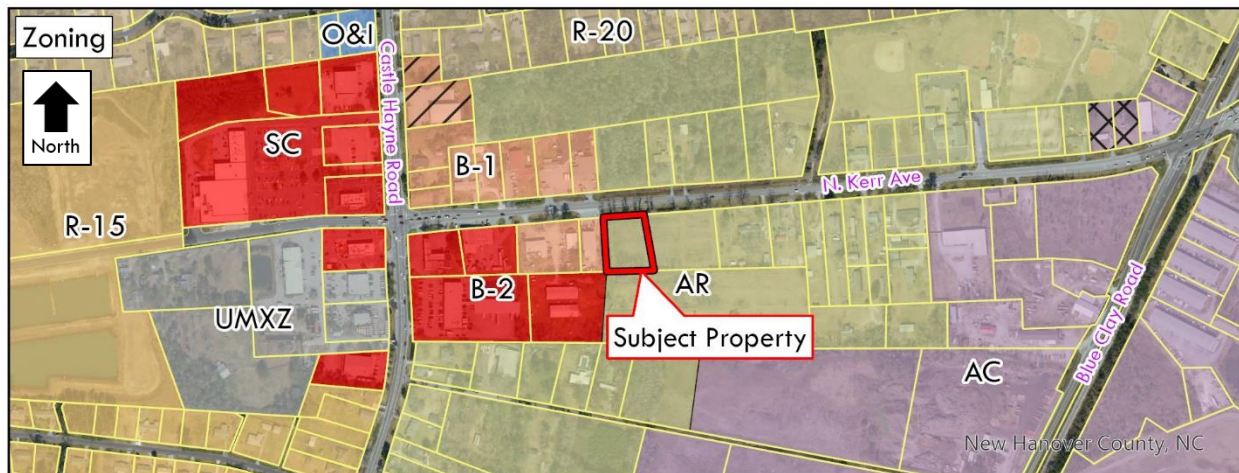 Zoning
O&I
R-20
North
Castle Hayne Road
SC
B-1
N. Kerr Ave
R-15
B-2
AR
UMXZ
Subject Property
Blue Clay Road
AC
New Hanover County, NC